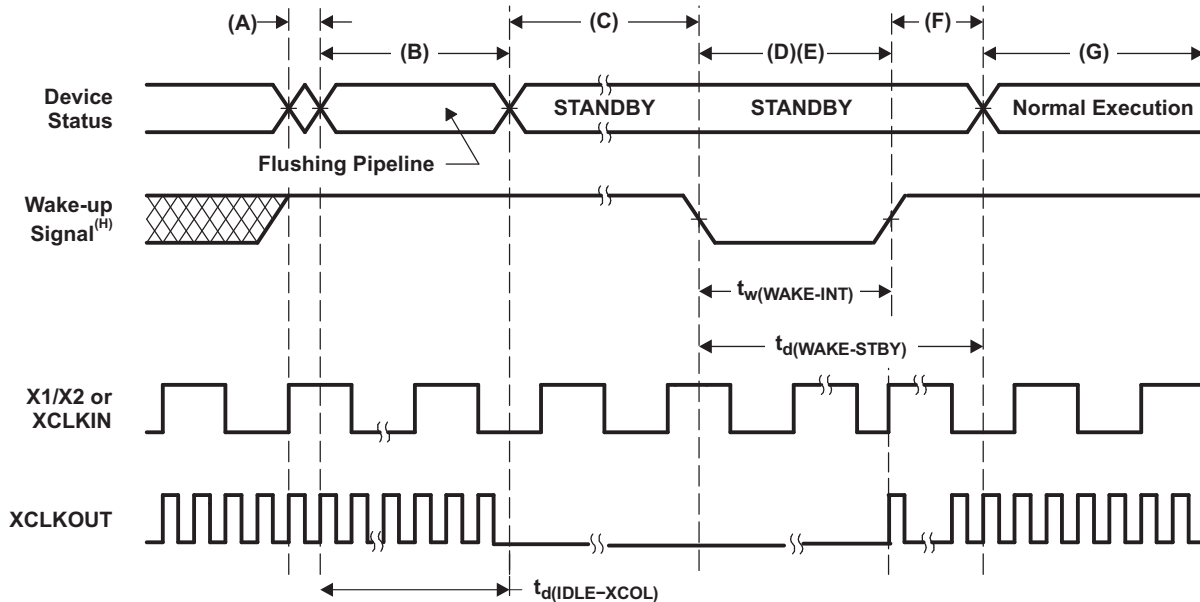 (A)
(C)
(F)
(B)
(D)(E)
(G)
Device
Status
STANDBY
STANDBY
Normal Execution
Flushing Pipeline
Wake-up
Signal(H)
tw(WAKE-INT)
td(WAKE-STBY)
X1/X2 or
XCLKIN
XCLKOUT
td(IDLE−XCOL)